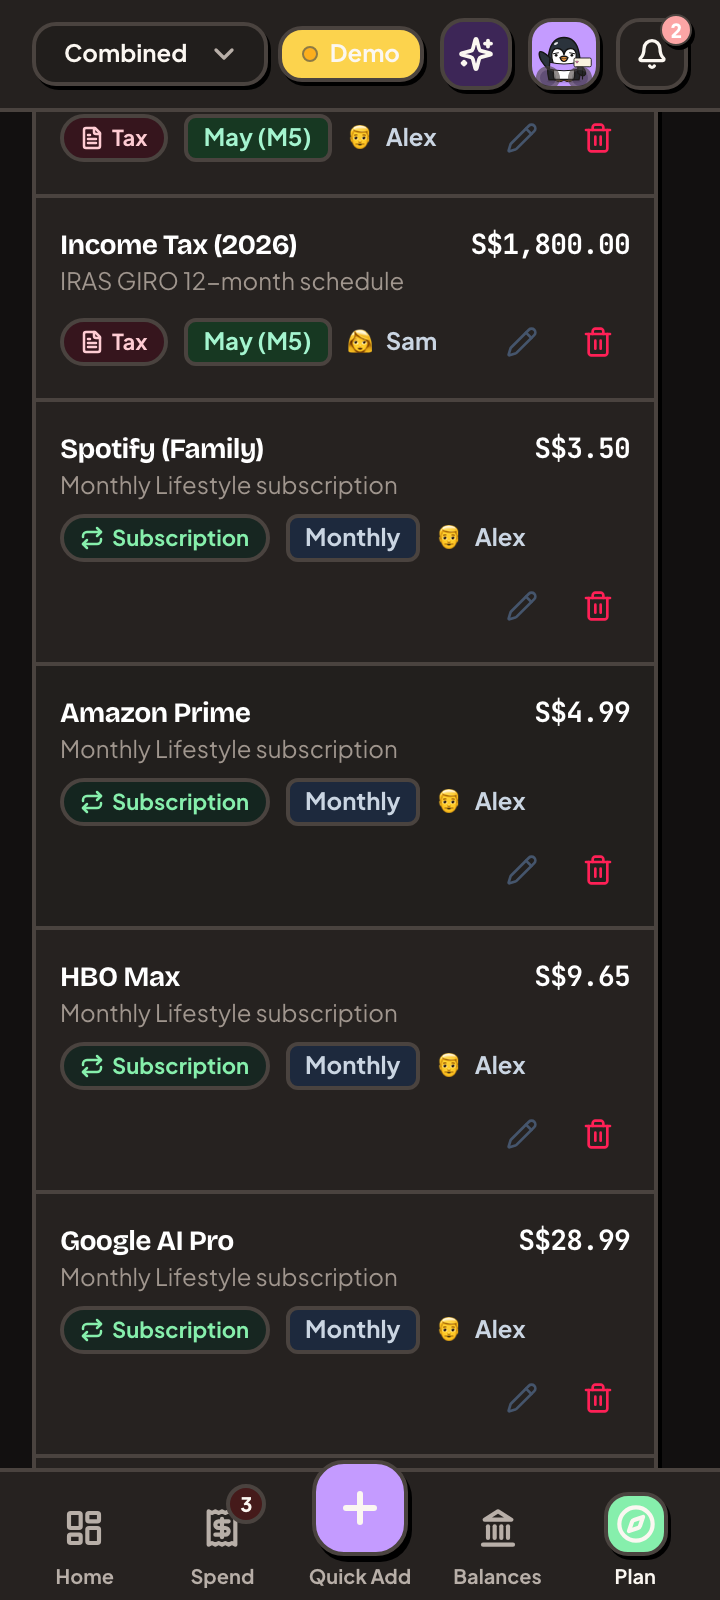 Combined
Demo
2
Tax May (M5) Alex
Income Tax (2026) S$1,800.00
IRAS GIRO 12-month schedule
Tax May (M5) Sam
Spotify (Family) S$3.50
Monthly Lifestyle subscription
Subscription Monthly Alex
Amazon Prime S$4.99
Monthly Lifestyle subscription
Subscription Monthly Alex
HBO Max S$9.65
Monthly Lifestyle subscription
Subscription Monthly Alex
Google AI Pro S$28.99
Monthly Lifestyle subscription
Subscription Monthly Alex
3
Home Spend Quick Add Balances Plan